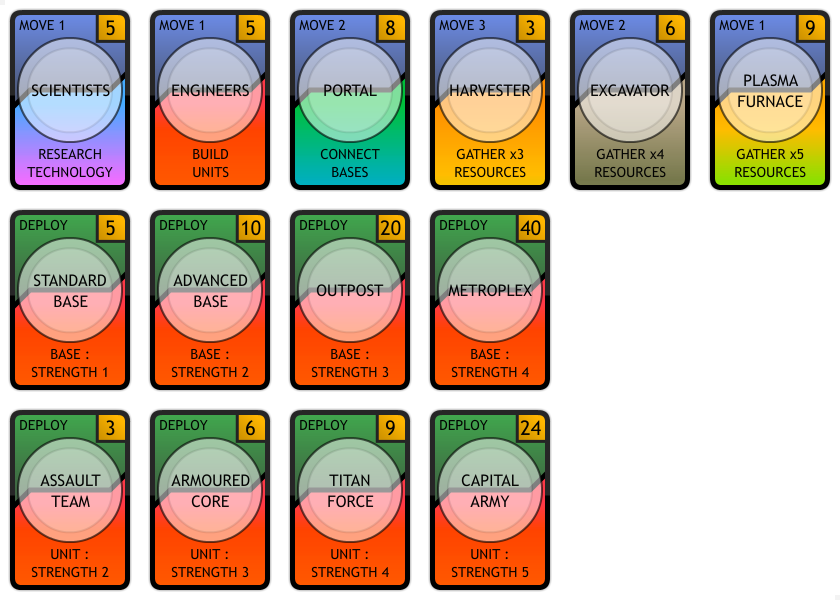 MOVE 1 5
SCIENTISTS
RESEARCH
TECHNOLOGY
MOVE 1 5
ENGINEERS
BUILD
UNITS
MOVE 2 8
PORTAL
CONNECT
BASES
MOVE 3 3
HARVESTER
GATHER x3
RESOURCES
MOVE 2 6
EXCAVATOR
GATHER x4
RESOURCES
MOVE 1 9
PLASMA
FURNACE
GATHER x5
RESOURCES
DEPLOY 5
STANDARD
BASE
BASE :
STRENGTH 1
DEPLOY 10
ADVANCED
BASE
BASE :
STRENGTH 2
DEPLOY 20
OUTPOST
BASE :
STRENGTH 3
DEPLOY 40
METROPLEX
BASE :
STRENGTH 4
DEPLOY 3
ASSAULT
TEAM
UNIT :
STRENGTH 2
DEPLOY 6
ARMOURED
CORE
UNIT :
STRENGTH 3
DEPLOY 9
TITAN
FORCE
UNIT :
STRENGTH 4
DEPLOY 24
CAPITAL
ARMY
UNIT :
STRENGTH 5